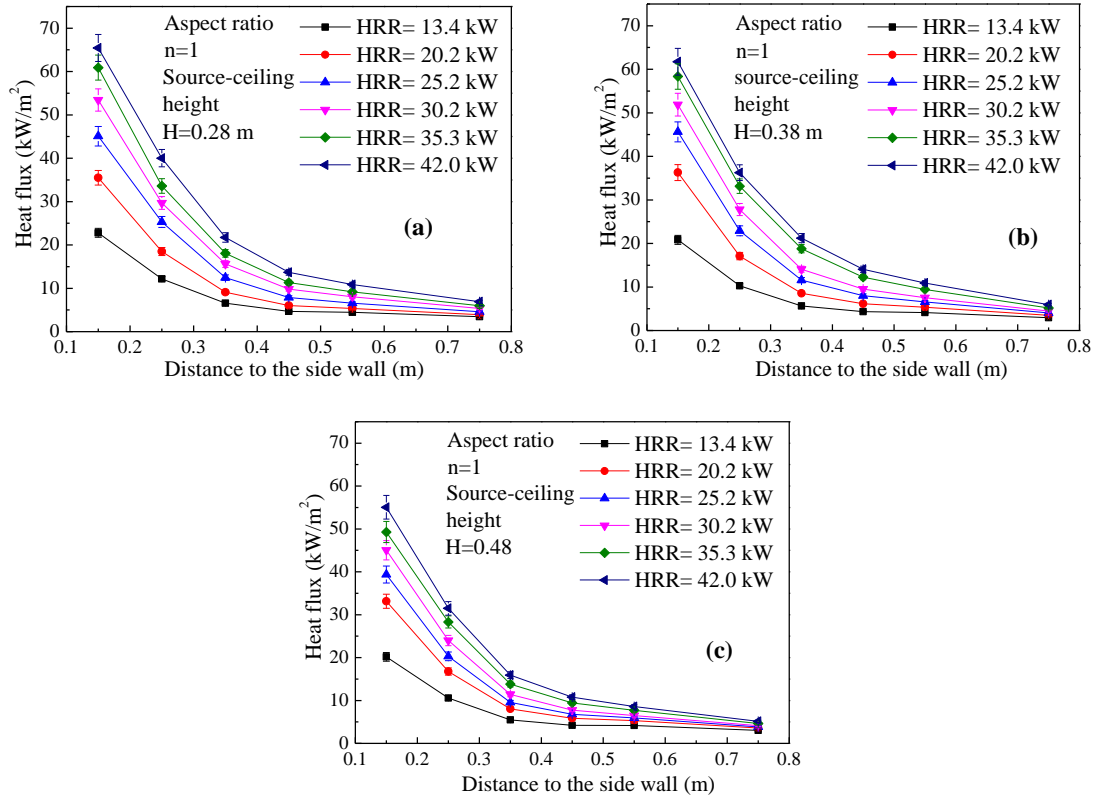 Aspect ratio
n=1
Source-ceiling
height
H=0.28 m
HRR= 13.4 kW
HRR= 20.2 kW
HRR= 25.2 kW
HRR= 30.2 kW
HRR= 35.3 kW
HRR= 42.0 kW
(a)
70
60
50
40
30
20
10
0
Heat flux (kW/m²)
0.1 0.2 0.3 0.4 0.5 0.6 0.7 0.8
Distance to the side wall (m)
Aspect ratio
n=1
source-ceiling
height
H=0.38 m
HRR= 13.4 kW
HRR= 20.2 kW
HRR= 25.2 kW
HRR= 30.2 kW
HRR= 35.3 kW
HRR= 42.0 kW
(b)
70
60
50
40
30
20
10
0
Heat flux (kW/m²)
0.1 0.2 0.3 0.4 0.5 0.6 0.7 0.8
Distance to the side wall (m)
Aspect ratio
n=1
Source-ceiling
height
H=0.48
HRR= 13.4 kW
HRR= 20.2 kW
HRR= 25.2 kW
HRR= 30.2 kW
HRR= 35.3 kW
HRR= 42.0 kW
(c)
70
60
50
40
30
20
10
0
Heat flux (kW/m²)
0.1 0.2 0.3 0.4 0.5 0.6 0.7 0.8
Distance to the side wall (m)